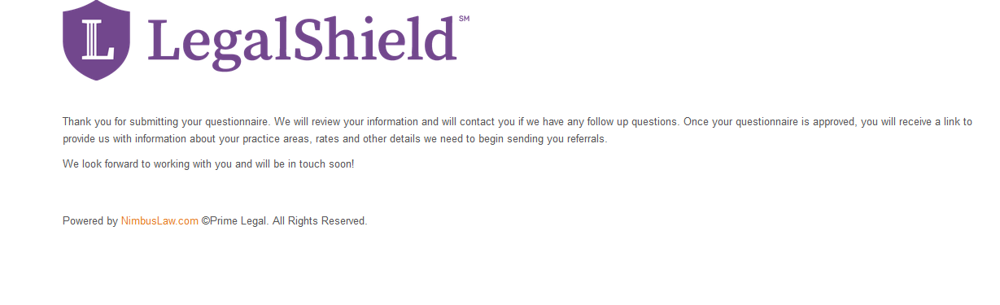 L LegalShield℠
Thank you for submitting your questionnaire. We will review your information and will contact you if we have any follow up questions. Once your questionnaire is approved, you will receive a link to
provide us with information about your practice areas, rates and other details we need to begin sending you referrals.
We look forward to working with you and will be in touch soon!
Powered by NimbusLaw.com ©Prime Legal. All Rights Reserved.